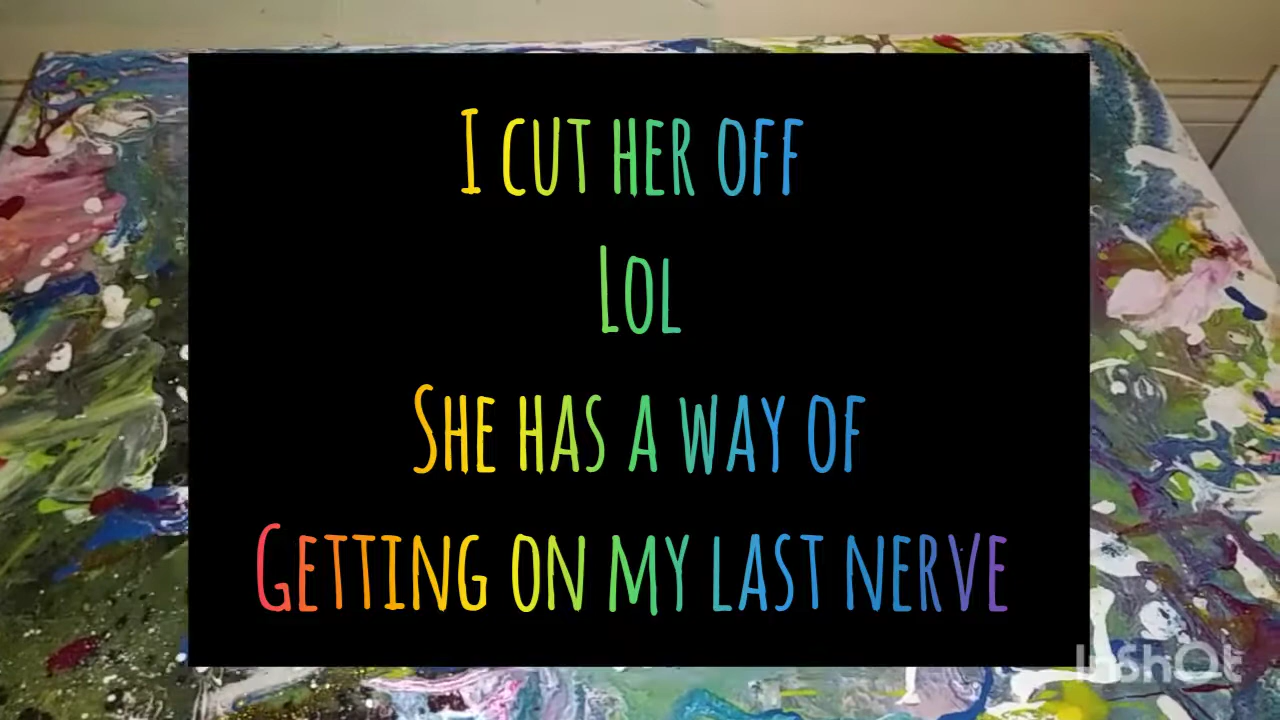 I cut her off
Lol
She has a way of
Getting on my last nerve
InShOt